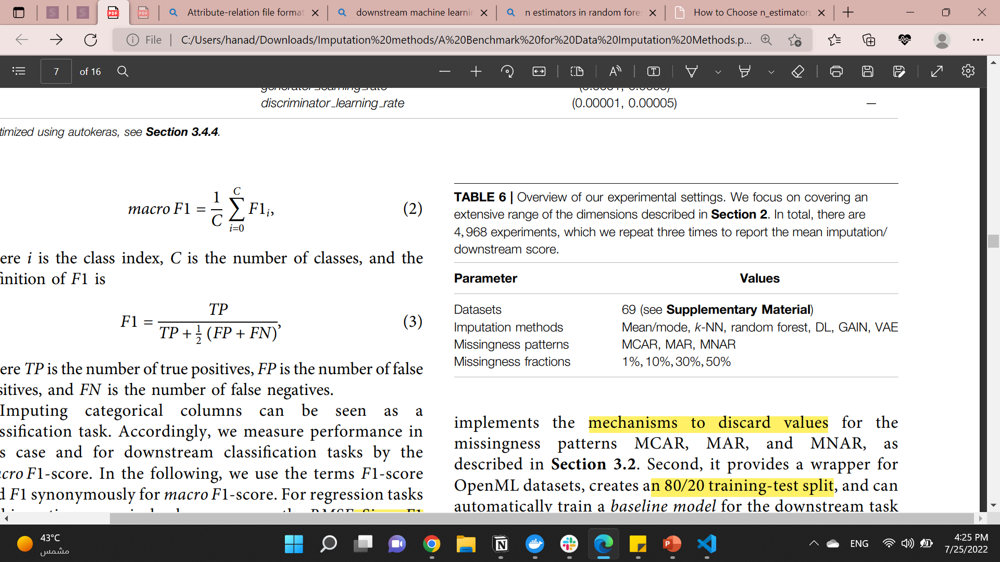 Attribute-relation file format
downstream machine learnin
n estimators in random fores
How to Choose n_estimators
File
C:/Users/hanad/Downloads/Imputation%20methods/A%20Benchmark%20for%20Data%20Imputation%20Methods.p...
7
of 16
generator_learning_rate
discriminator_learning_rate
(0.00001, 0.00005)
—
timized using autokeras, see Section 3.4.4.
macro F1 = 1/C ∑_{i=0}^{C} F1_i, (2)
ere i is the class index, C is the number of classes, and the
finition of F1 is
F1 = TP / (TP + 1/2 (FP + FN)), (3)
ere TP is the number of true positives, FP is the number of false
sitives, and FN is the number of false negatives.
Imputing categorical columns can be seen as a
ssification task. Accordingly, we measure performance in
s case and for downstream classification tasks by the
cro F1-score. In the following, we use the terms F1-score
d F1 synonymously for macro F1-score. For regression tasks
TABLE 6 | Overview of our experimental settings. We focus on covering an
extensive range of the dimensions described in Section 2. In total, there are
4,968 experiments, which we repeat three times to report the mean imputation/
downstream score.
Parameter Values
Datasets 69 (see Supplementary Material)
Imputation methods Mean/mode, k-NN, random forest, DL, GAIN, VAE
Missingness patterns MCAR, MAR, MNAR
Missingness fractions 1%, 10%, 30%, 50%
implements the mechanisms to discard values for the
missingness patterns MCAR, MAR, and MNAR, as
described in Section 3.2. Second, it provides a wrapper for
OpenML datasets, creates an 80/20 training-test split, and can
automatically train a baseline model for the downstream task
43°C
مشمس
ENG
4:25 PM
7/25/2022